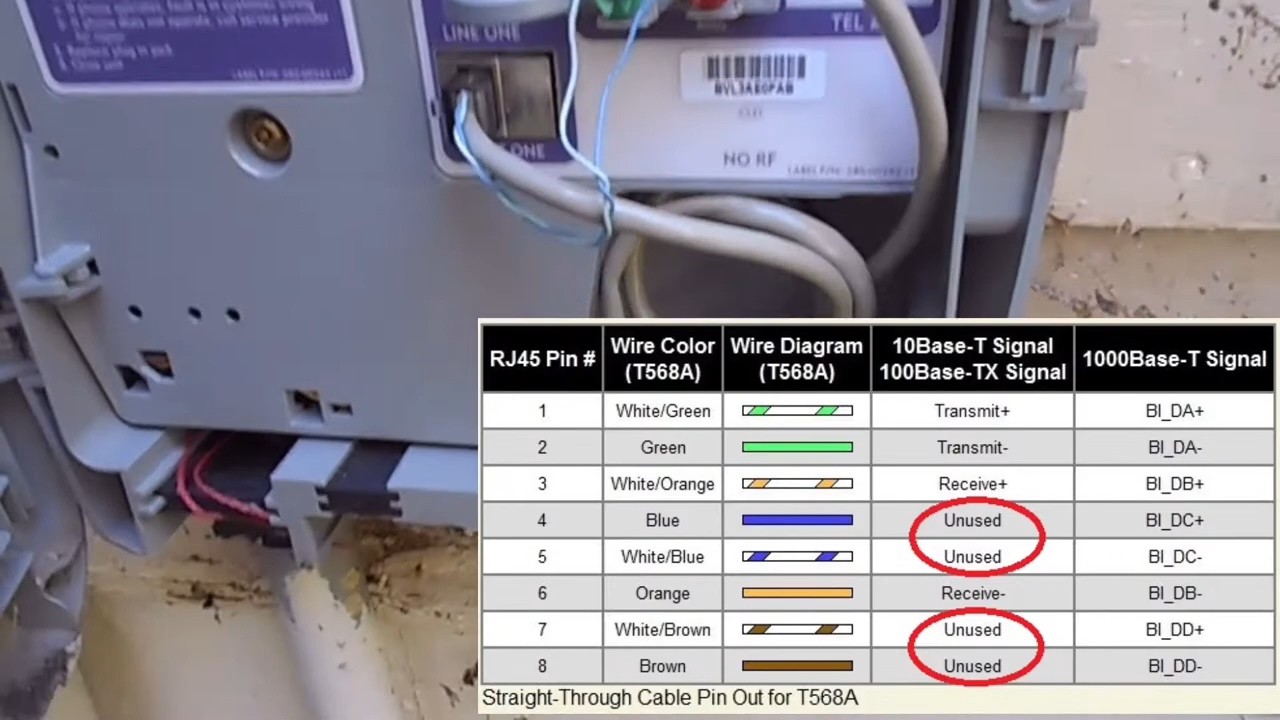 LINE ONE
TEL
NO RF
RJ45 Pin # Wire Color (T568A) Wire Diagram (T568A) 10Base-T Signal 100Base-TX Signal 1000Base-T Signal
1 White/Green Transmit+ BI_DA+
2 Green Transmit- BI_DA-
3 White/Orange Receive+ BI_DB+
4 Blue Unused BI_DC+
5 White/Blue Unused BI_DC-
6 Orange Receive- BI_DB-
7 White/Brown Unused BI_DD+
8 Brown Unused BI_DD-
Straight-Through Cable Pin Out for T568A